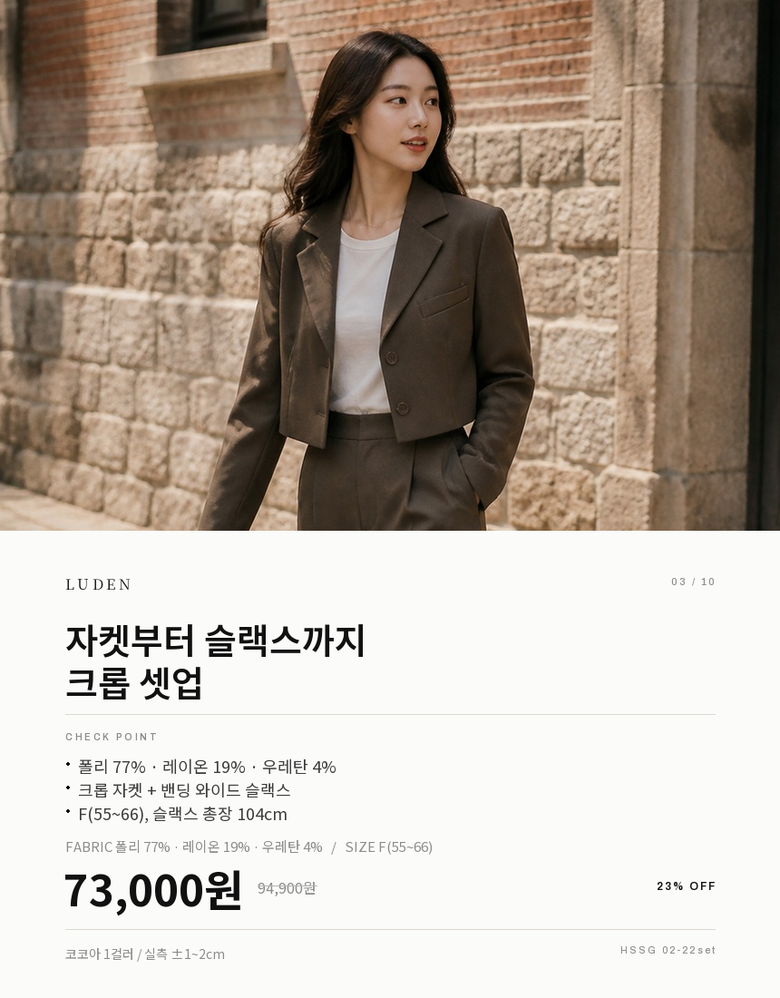 LUDEN
03 / 10
자켓부터 슬랙스까지
크롭 셋업
CHECK POINT
• 폴리 77% · 레이온 19% · 우레탄 4%
• 크롭 자켓 + 밴딩 와이드 슬랙스
• F(55~66), 슬랙스 총장 104cm
FABRIC 폴리 77% · 레이온 19% · 우레탄 4% / SIZE F(55~66)
73,000원 94,900원 23% OFF
코코아 1컬러 / 실측 ±1~2cm
HSSG 02-22set